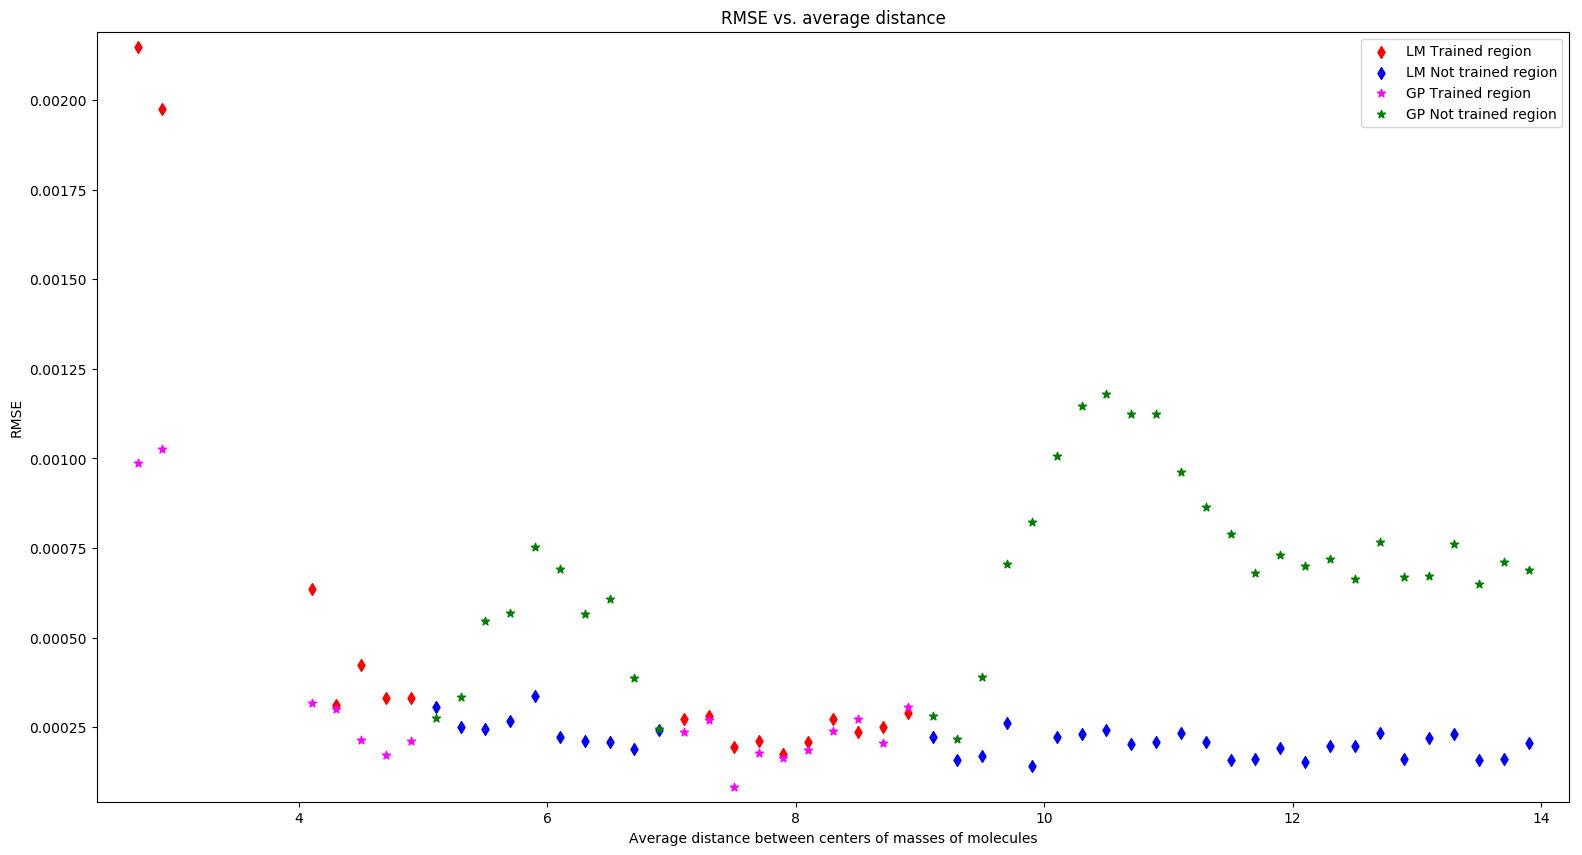 RMSE vs. average distance
LM Trained region
LM Not trained region
GP Trained region
GP Not trained region
0.00200
0.00175
0.00150
0.00125
0.00100
0.00075
0.00050
0.00025
RMSE
4 6 8 10 12 14
Average distance between centers of masses of molecules